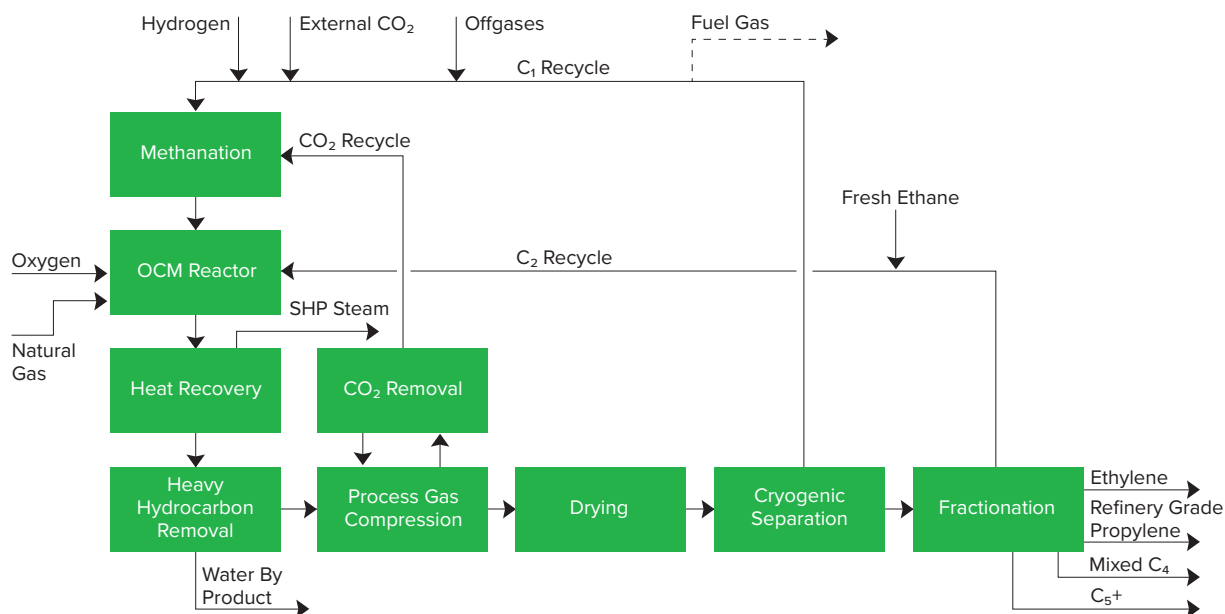 Hydrogen
External CO₂
Offgases
Fuel Gas
C₁ Recycle
Methanation
CO₂ Recycle
Fresh Ethane
Oxygen
OCM Reactor
C₂ Recycle
SHP Steam
Natural
Gas
Heat Recovery
CO₂ Removal
Heavy
Hydrocarbon
Removal
Process Gas
Compression
Drying
Cryogenic
Separation
Fractionation
Ethylene
Refinery Grade
Propylene
Mixed C₄
C₅+
Water By
Product